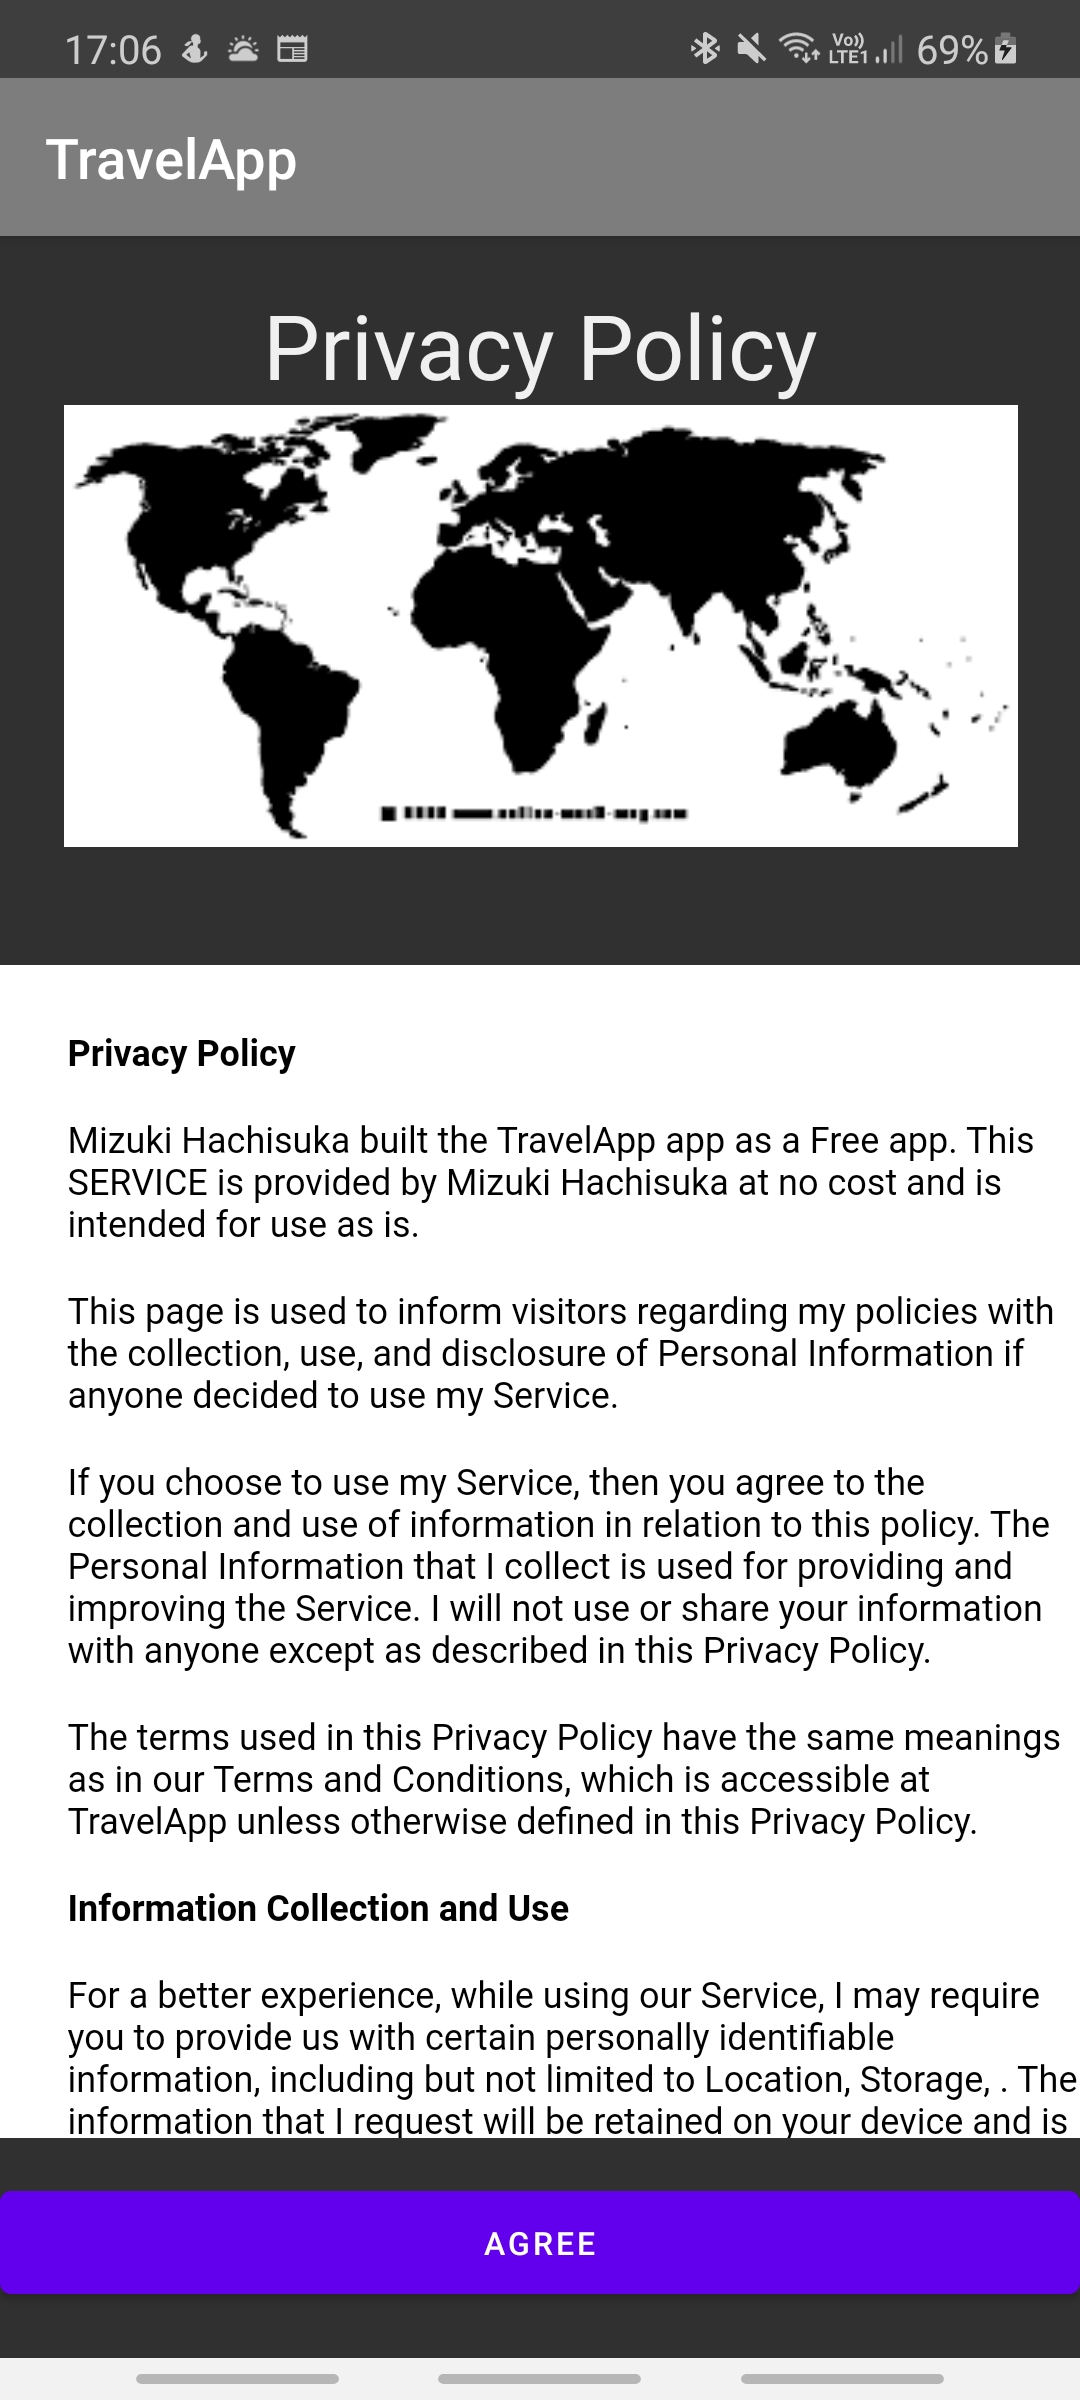 17:06
Vo))
LTE1
69%
TravelApp
Privacy Policy
Privacy Policy
Mizuki Hachisuka built the TravelApp app as a Free app. This
SERVICE is provided by Mizuki Hachisuka at no cost and is
intended for use as is.
This page is used to inform visitors regarding my policies with
the collection, use, and disclosure of Personal Information if
anyone decided to use my Service.
If you choose to use my Service, then you agree to the
collection and use of information in relation to this policy. The
Personal Information that I collect is used for providing and
improving the Service. I will not use or share your information
with anyone except as described in this Privacy Policy.
The terms used in this Privacy Policy have the same meanings
as in our Terms and Conditions, which is accessible at
TravelApp unless otherwise defined in this Privacy Policy.
Information Collection and Use
For a better experience, while using our Service, I may require
you to provide us with certain personally identifiable
information, including but not limited to Location, Storage, . The
information that I request will be retained on your device and is
AGREE